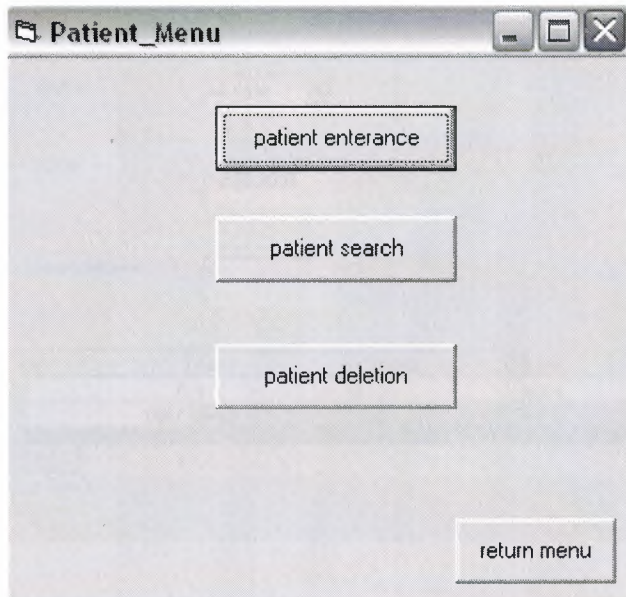 Patient_Menu
patient enterance
patient search
patient deletion
return menu